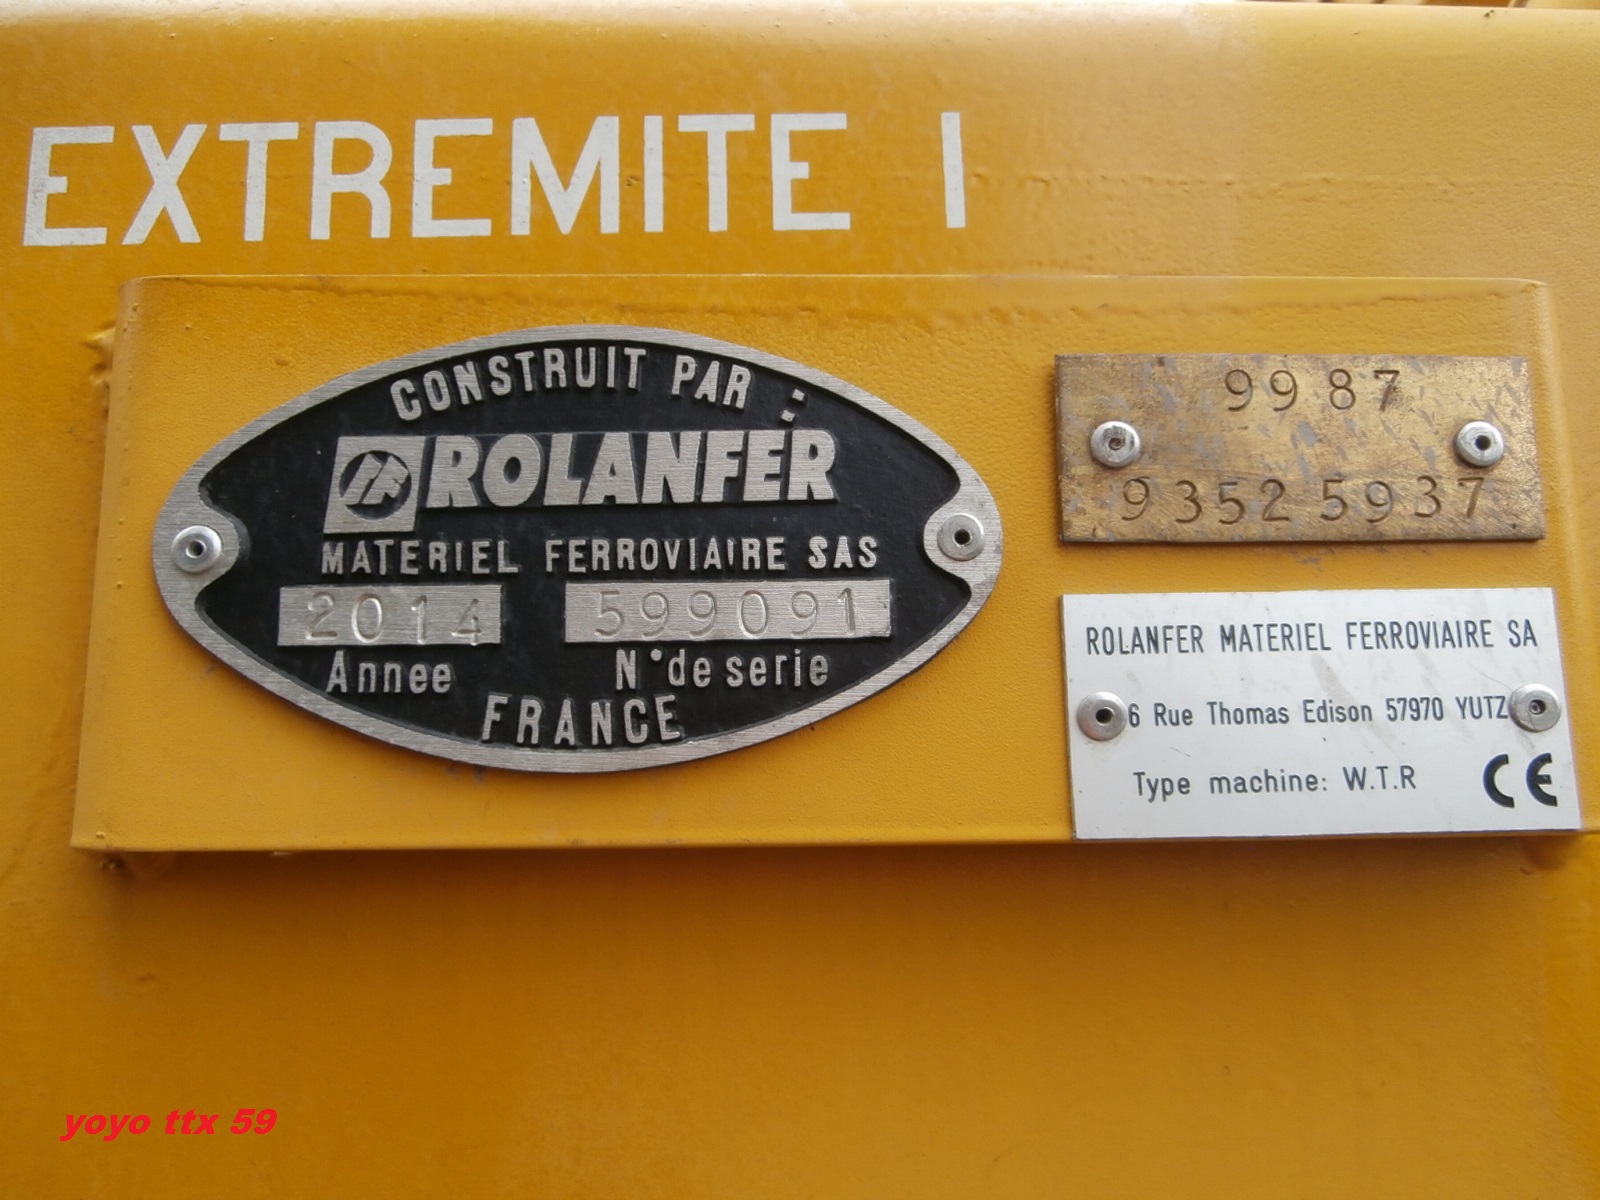 EXTREMITE I
CONSTRUIT PAR :
ROLANFER
MATERIEL FERROVIAIRE SAS
2014 599091
Annee N° de serie
FRANCE
99 87
9352 5937
ROLANFER MATERIEL FERROVIAIRE SA
6 Rue Thomas Edison 57970 YUTZ
Type machine: W.T.R
CE
yoyo ttx 59